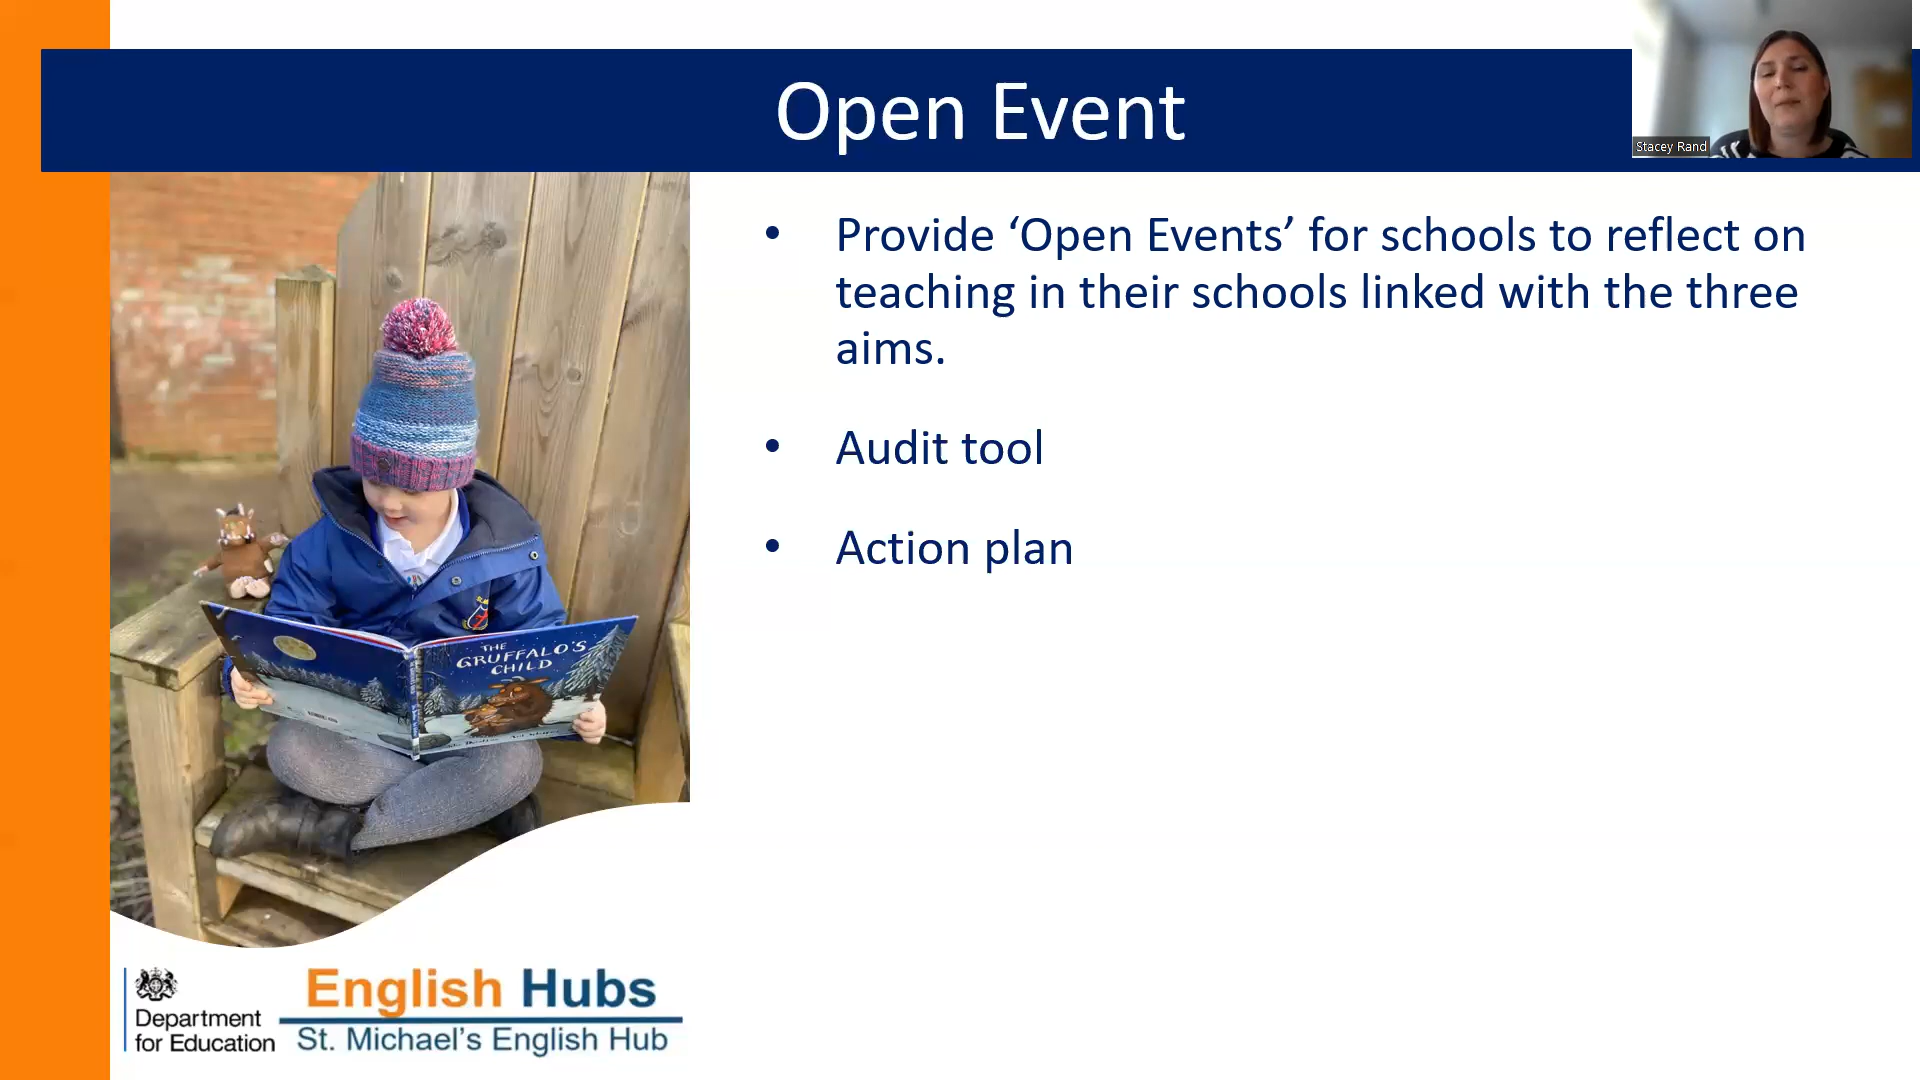 Open Event
Stacey Rand
• Provide ‘Open Events’ for schools to reflect on
teaching in their schools linked with the three
aims.
• Audit tool
• Action plan
THE
GRUFFALO'S
CHILD
Department
for Education
English Hubs
St. Michael's English Hub